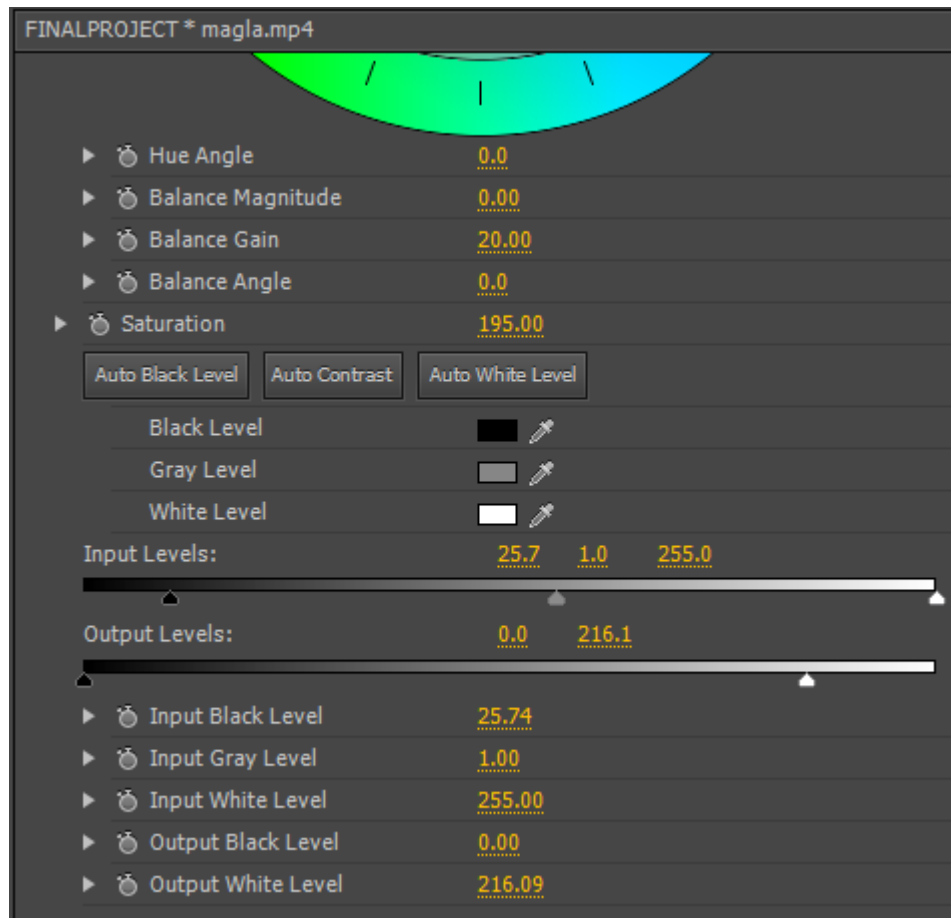 FINALPROJECT * magla.mp4
Hue Angle 0.0
Balance Magnitude 0.00
Balance Gain 20.00
Balance Angle 0.0
Saturation 195.00
Auto Black Level Auto Contrast Auto White Level
Black Level
Gray Level
White Level
Input Levels: 25.7 1.0 255.0
Output Levels: 0.0 216.1
Input Black Level 25.74
Input Gray Level 1.00
Input White Level 255.00
Output Black Level 0.00
Output White Level 216.09